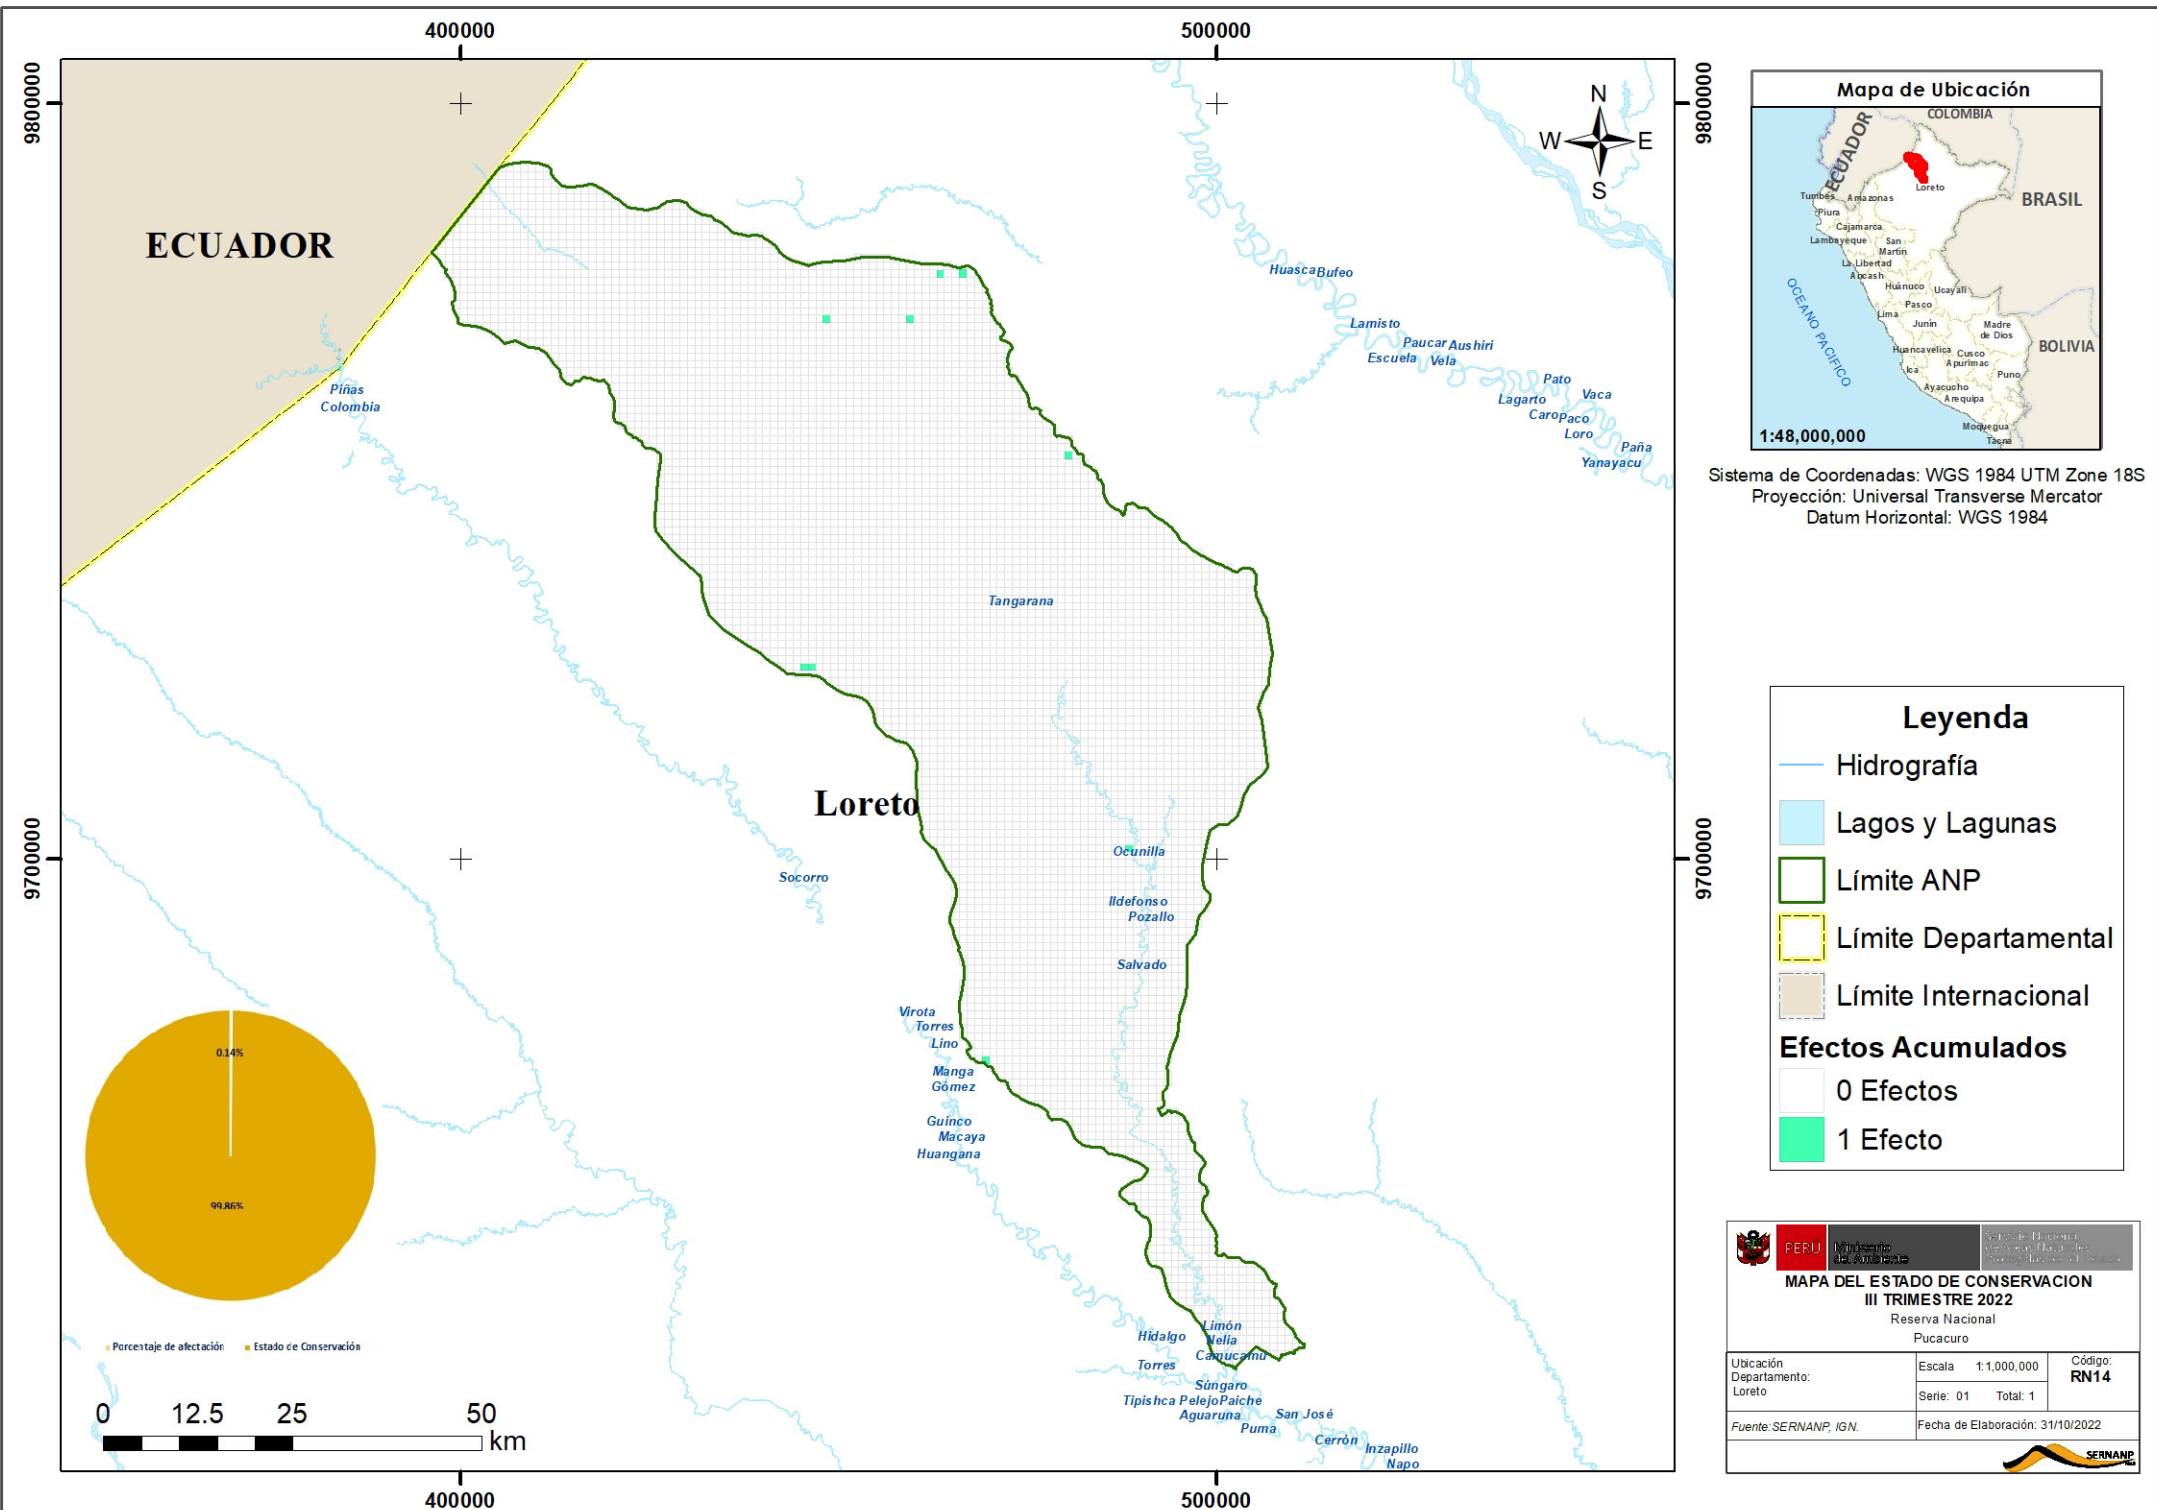 400000
500000
9800000
9800000
N
W
E
S
ECUADOR
Huasca
Bufeo
Lamisto
Paucar
Aushiri
Escuela
Vela
Pato
Vaca
Lagarto
Caro
Paco
Loro
Paña
Yanayacu
Piñas
Colombia
Tangarana
Loreto
9700000
9700000
Ocunilla
Socorro
Ildefonso
Pozallo
Salvado
Virota
Torres
Lino
Manga
Gómez
Guinco
Macaya
Huangana
Hidalgo
Limón
Nelia
Camucamu
Torres
Súngaro
Tipishca Pelejo
Paiche
Aguaruna
Puma
San José
Cerrón
Inzapillo
Napo
0.14%
99.86%
Porcentaje de afectación
Estado de Conservación
0
12.5
25
50
km
400000
500000
Mapa de Ubicación
COLOMBIA
ECUADOR
Loreto
BRASIL
Tumbes
Amazonas
Piura
Cajamarca
Lambayeque
San
Martin
La Libertad
Ancash
Huánuco
Ucayali
Pasco
Lima
Junín
Madre
de Dios
Huancavelica
Cusco
BOLIVIA
Ica
Apurimac
Puno
Ayacucho
Arequipa
Moquegua
Tacna
OCEANO PACIFICO
1:48,000,000
Sistema de Coordenadas: WGS 1984 UTM Zone 18S
Proyección: Universal Transverse Mercator
Datum Horizontal: WGS 1984
Leyenda
Hidrografía
Lagos y Lagunas
Límite ANP
Límite Departamental
Límite Internacional
Efectos Acumulados
0 Efectos
1 Efecto
PERÚ
Ministerio
del Ambiente
MAPA DEL ESTADO DE CONSERVACION
III TRIMESTRE 2022
Reserva Nacional
Pucacuro
Ubicación
Departamento:
Loreto
Escala 1:1,000,000
Código:
RN14
Serie: 01 Total: 1
Fuente:SERNANP, IGN.
Fecha de Elaboración: 31/10/2022
SERNANP